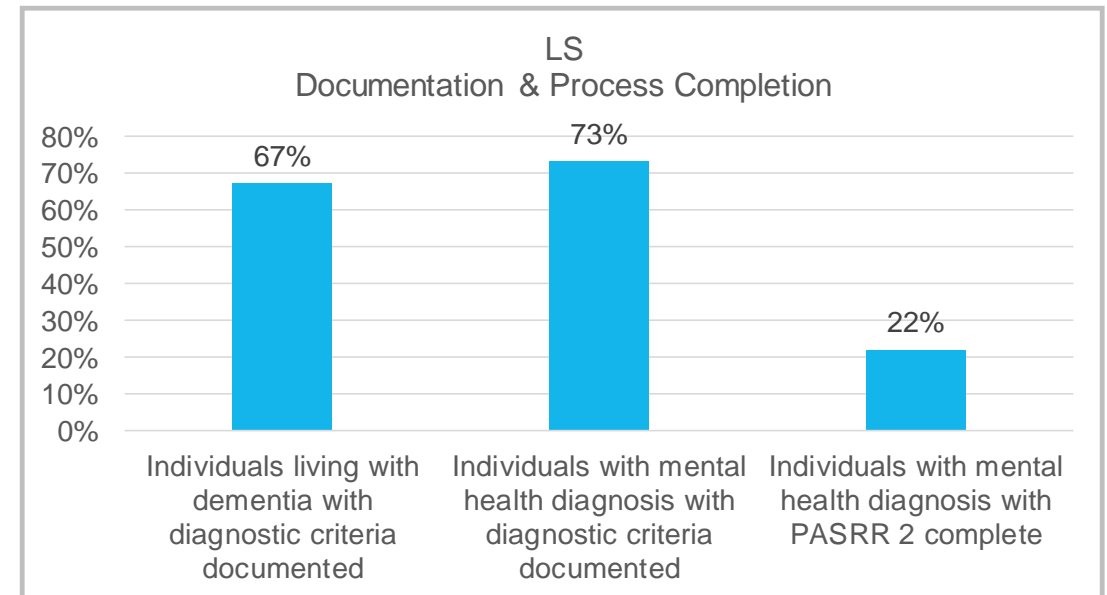 LS
Documentation & Process Completion
80%
70%
60%
50%
40%
30%
20%
10%
0%
67%
73%
22%
Individuals living with
dementia with
diagnostic criteria
documented
Individuals with mental
health diagnosis with
diagnostic criteria
documented
Individuals with mental
health diagnosis with
PASRR 2 complete